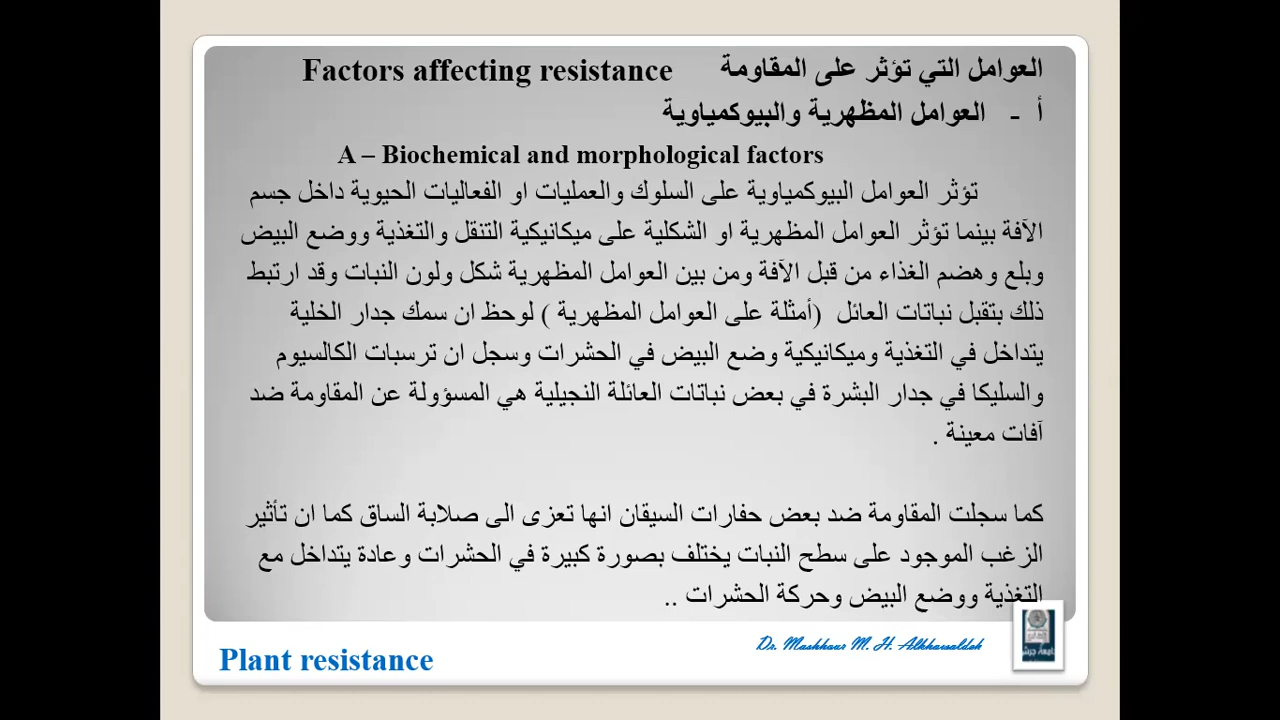 العوامل التي تؤثر على المقاومة Factors affecting resistance
أ - العوامل المظهرية والبيوكمياوية
A – Biochemical and morphological factors
تؤثر العوامل البيوكمياوية على السلوك والعمليات او الفعاليات الحيوية داخل جسم
الآفة بينما تؤثر العوامل المظهرية او الشكلية على ميكانيكية التنقل والتغذية ووضع البيض
وبلع وهضم الغذاء من قبل الآفة ومن بين العوامل المظهرية شكل ولون النبات وقد ارتبط
ذلك بتقبل نباتات العائل (أمثلة على العوامل المظهرية ) لوحظ ان سمك جدار الخلية
يتداخل في التغذية وميكانيكية وضع البيض في الحشرات وسجل ان ترسبات الكالسيوم
والسليكا في جدار البشرة في بعض نباتات العائلة النجيلية هي المسؤولة عن المقاومة ضد
آفات معينة .
كما سجلت المقاومة ضد بعض حفارات السيقان انها تعزى الى صلابة الساق كما ان تأثير
الزغب الموجود على سطح النبات يختلف بصورة كبيرة في الحشرات وعادة يتداخل مع
التغذية ووضع البيض وحركة الحشرات ..
Dr. Mashhour M. H. Alkhawaldeh
Plant resistance